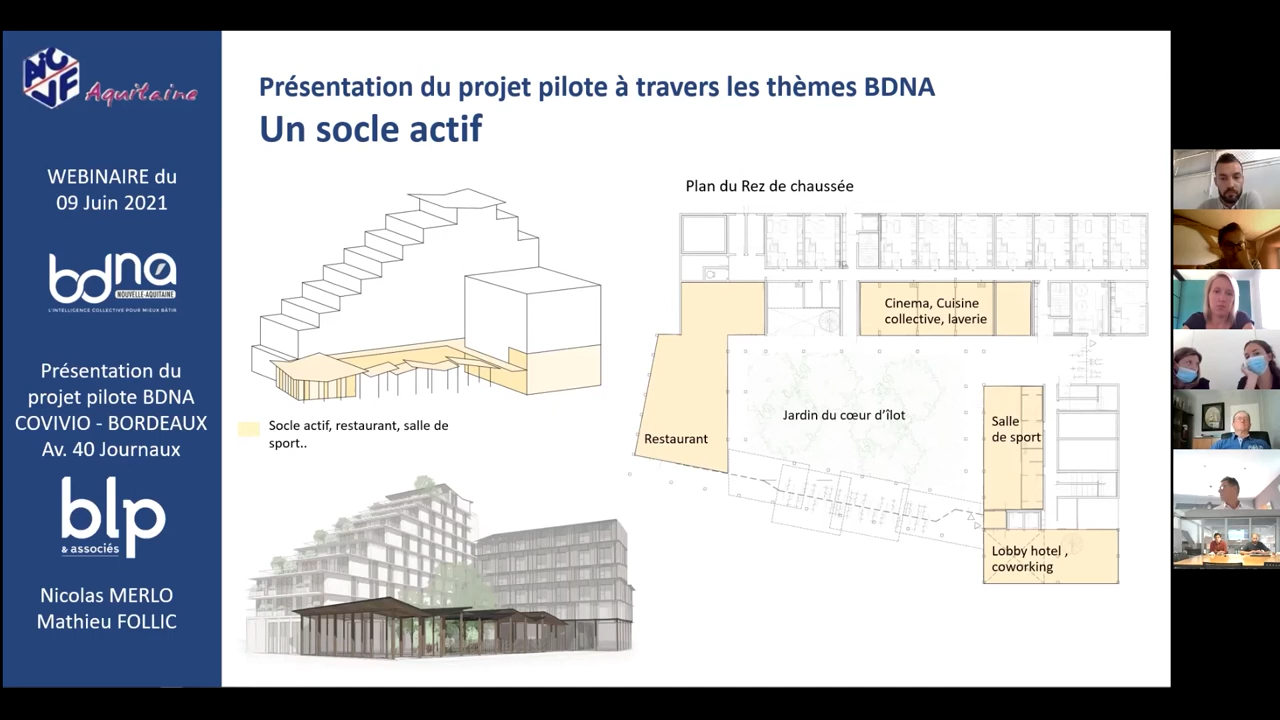 AICVF
Aquitaine
WEBINAIRE du
09 Juin 2021
bdna
NOUVELLE-AQUITAINE
L'INTELLIGENCE COLLECTIVE POUR MIEUX BÂTIR
Présentation du
projet pilote BDNA
COVIVIO - BORDEAUX
Av. 40 Journaux
blp
& associés
Nicolas MERLO
Mathieu FOLLIC
Présentation du projet pilote à travers les thèmes BDNA
Un socle actif
Socle actif, restaurant, salle de
sport..
Plan du Rez de chaussée
Cinema, Cuisine
collective, laverie
Jardin du cœur d'îlot
Restaurant
Salle
de sport
Lobby hotel ,
coworking